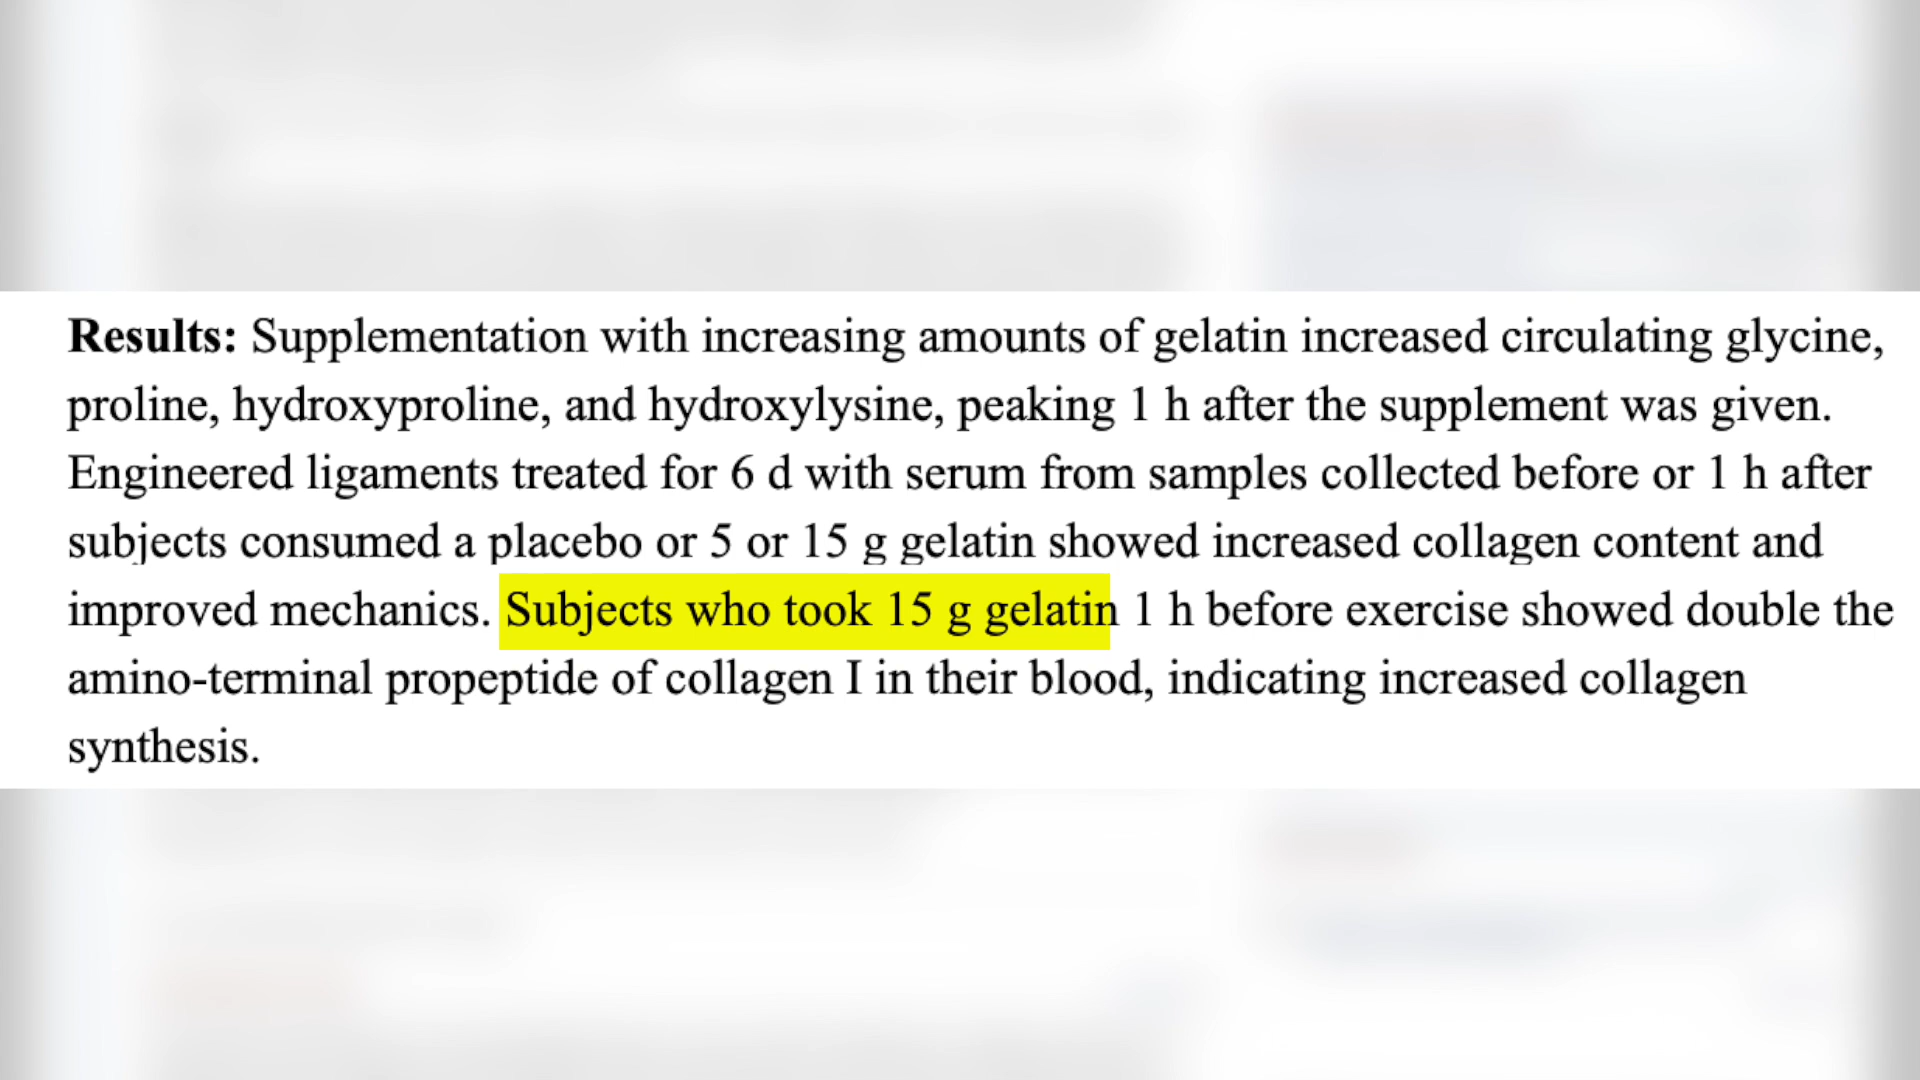 Results: Supplementation with increasing amounts of gelatin increased circulating glycine,
proline, hydroxyproline, and hydroxylysine, peaking 1 h after the supplement was given.
Engineered ligaments treated for 6 d with serum from samples collected before or 1 h after
subjects consumed a placebo or 5 or 15 g gelatin showed increased collagen content and
improved mechanics. Subjects who took 15 g gelatin 1 h before exercise showed double the
amino-terminal propeptide of collagen I in their blood, indicating increased collagen
synthesis.